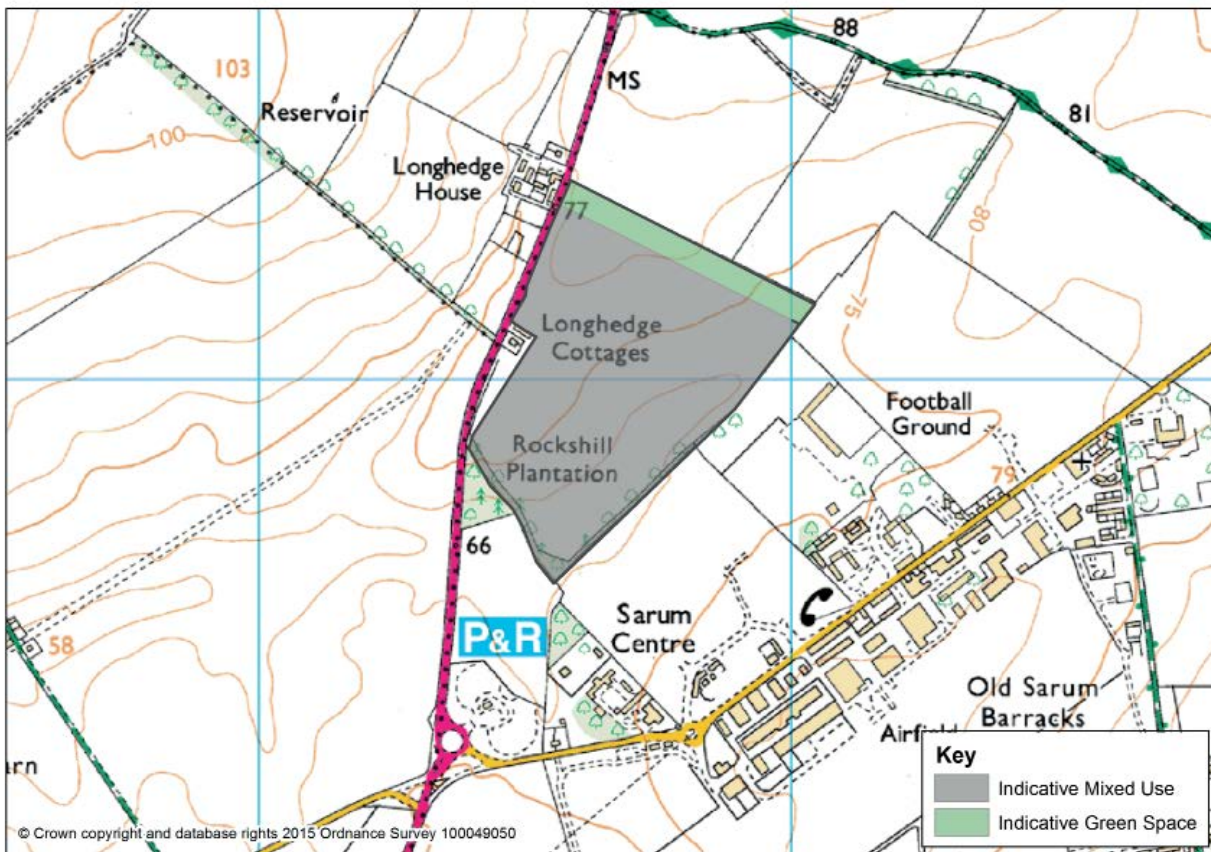 88
103
MS
Reservoir
81
100
Longhedge
House
77
80
75
Longhedge
Cottages
Football
Ground
Rockshill
Plantation
79
66
Sarum
Centre
P&R
58
Old Sarum
Barracks
Airfield
arn
Key
Indicative Mixed Use
Indicative Green Space
© Crown copyright and database rights 2015 Ordnance Survey 100049050